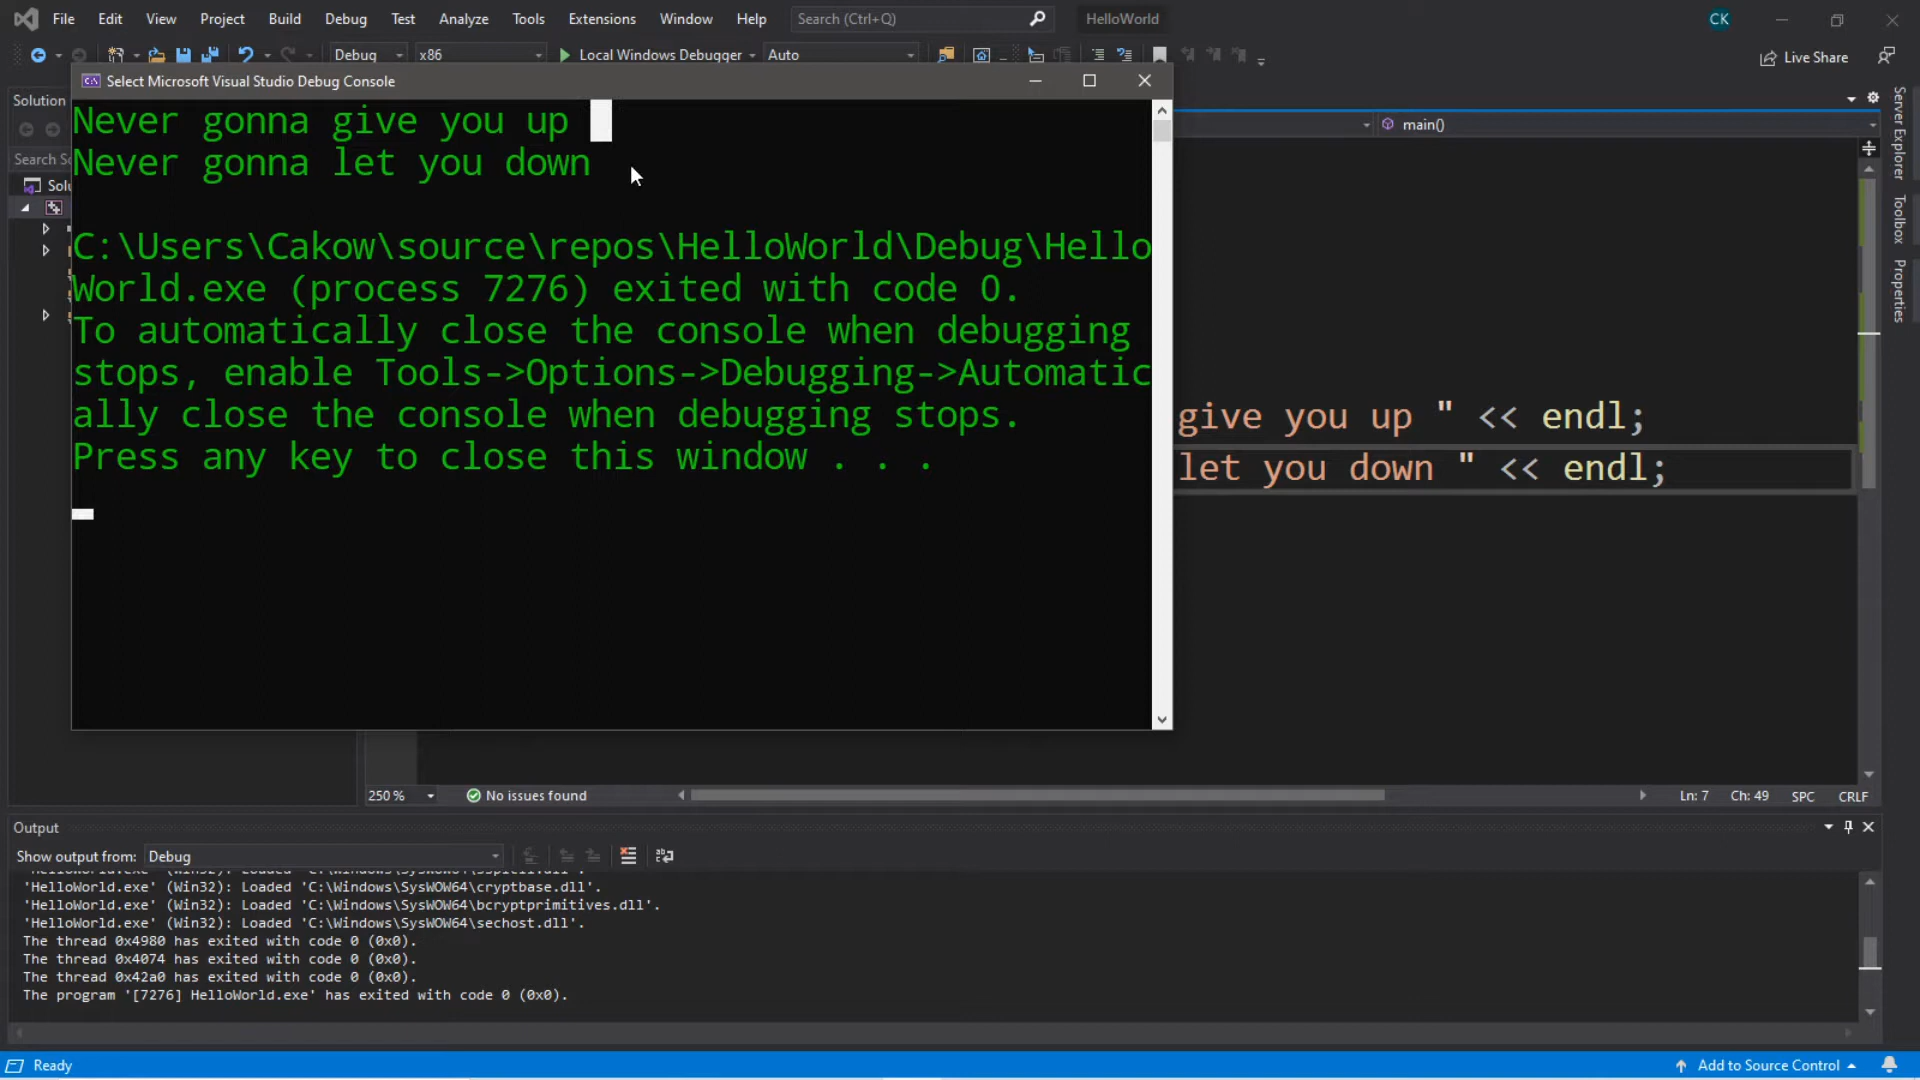 File Edit View Project Build Debug Test Analyze Tools Extensions Window Help Search (Ctrl+Q) HelloWorld CK
Debug x86 Local Windows Debugger Auto Live Share
Select Microsoft Visual Studio Debug Console
Solution
Search So
Solu
main()
Server Explorer
Toolbox
Properties
Never gonna give you up
Never gonna let you down
C:\Users\Cakow\source\repos\HelloWorld\Debug\Hello
World.exe (process 7276) exited with code 0.
To automatically close the console when debugging
stops, enable Tools->Options->Debugging->Automatic
ally close the console when debugging stops.
Press any key to close this window . . .
give you up " << endl;
let you down " << endl;
250 % No issues found Ln: 7 Ch: 49 SPC CRLF
Output
Show output from: Debug
'HelloWorld.exe' (Win32): Loaded 'C:\Windows\SysWOW64\cryptbase.dll'.
'HelloWorld.exe' (Win32): Loaded 'C:\Windows\SysWOW64\bcryptprimitives.dll'.
'HelloWorld.exe' (Win32): Loaded 'C:\Windows\SysWOW64\sechost.dll'.
The thread 0x4980 has exited with code 0 (0x0).
The thread 0x4074 has exited with code 0 (0x0).
The thread 0x42a0 has exited with code 0 (0x0).
The program '[7276] HelloWorld.exe' has exited with code 0 (0x0).
Ready Add to Source Control